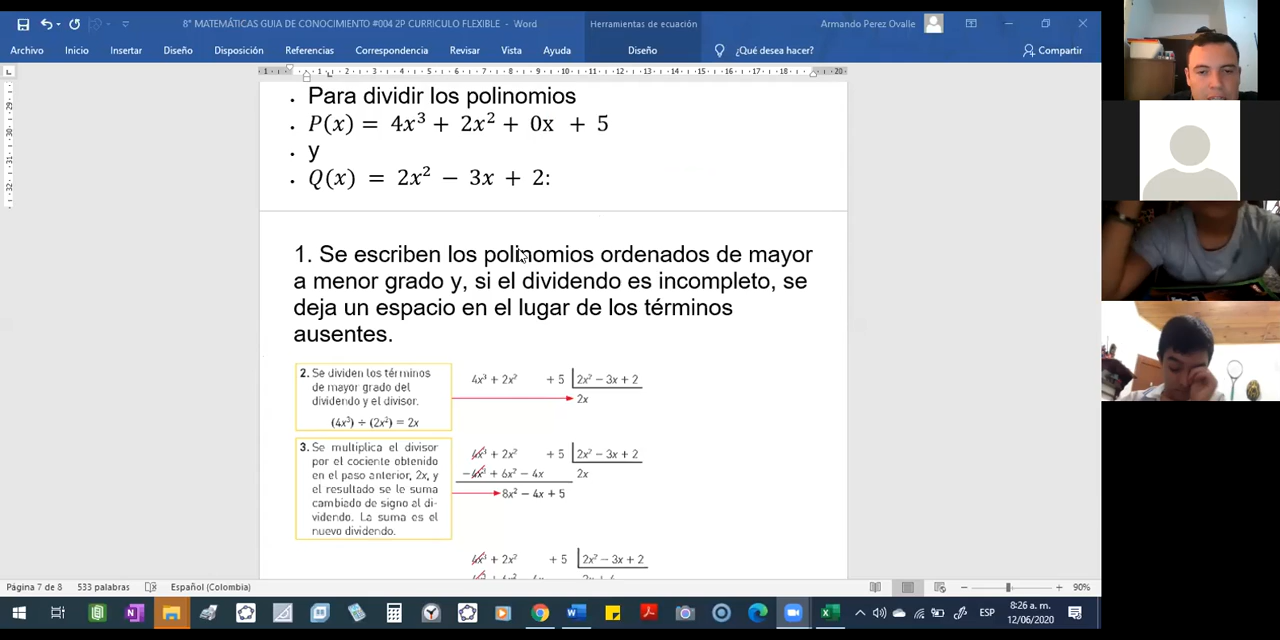 8° MATEMÁTICAS GUIA DE CONOCIMIENTO #004 2P CURRICULO FLEXIBLE - Word
Herramientas de ecuación
Armando Perez Ovalle
Archivo Inicio Insertar Diseño Disposición Referencias Correspondencia Revisar Vista Ayuda Diseño ¿Qué desea hacer? Compartir
Para dividir los polinomios
P(x) = 4x³ + 2x² + 0x + 5
y
Q(x) = 2x² − 3x + 2:
1. Se escriben los polinomios ordenados de mayor
a menor grado y, si el dividendo es incompleto, se
deja un espacio en el lugar de los términos
ausentes.
2. Se dividen los términos
de mayor grado del
dividendo y el divisor.
(4x³) ÷ (2x²) = 2x
4x³ + 2x² + 5 2x² − 3x + 2
2x
3. Se multiplica el divisor
por el cociente obtenido
en el paso anterior, 2x, y
el resultado se le suma
cambiado de signo al di-
videndo. La suma es el
nuevo dividendo.
4x³ + 2x² + 5 2x² − 3x + 2
−4x³ + 6x² − 4x 2x
8x² − 4x + 5
4x³ + 2x² + 5 2x² − 3x + 2
Página 7 de 8 533 palabras Español (Colombia) 90%
ESP
8:26 a. m.
12/06/2020